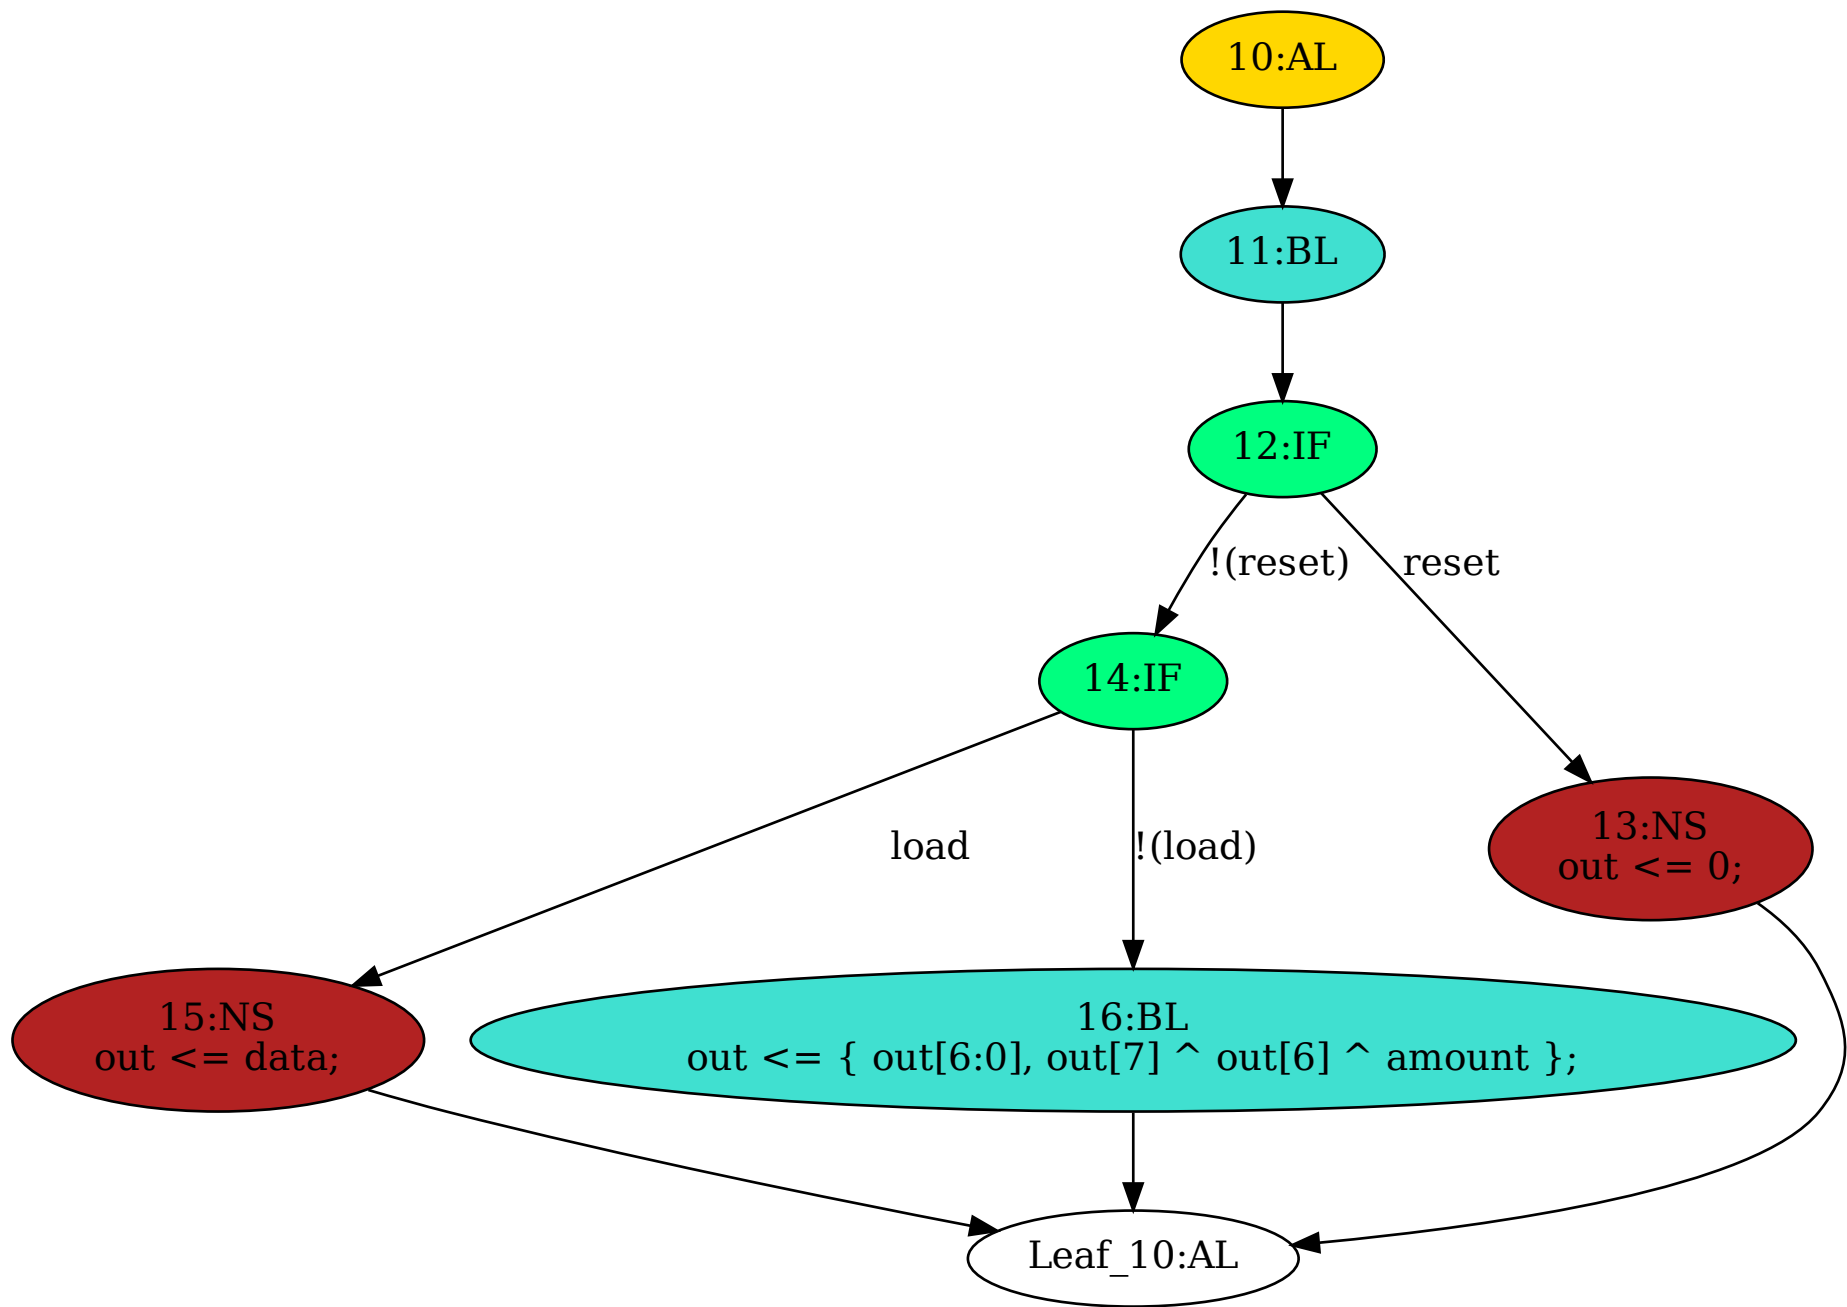 10:AL
11:BL
12:IF
!(reset)
reset
14:IF
13:NS
out <= 0;
load
!(load)
15:NS
out <= data;
16:BL
out <= { out[6:0], out[7] ^ out[6] ^ amount };
Leaf_10:AL